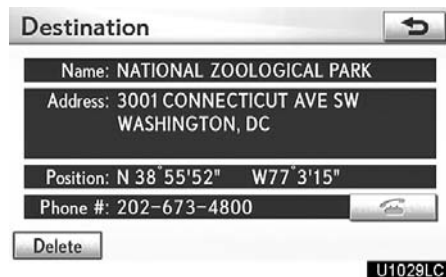 Destination
Name: NATIONAL ZOOLOGICAL PARK
Address: 3001 CONNECTICUT AVE SW
WASHINGTON, DC
Position: N 38°55'52" W77°3'15"
Phone #: 202-673-4800
Delete
U1029LC